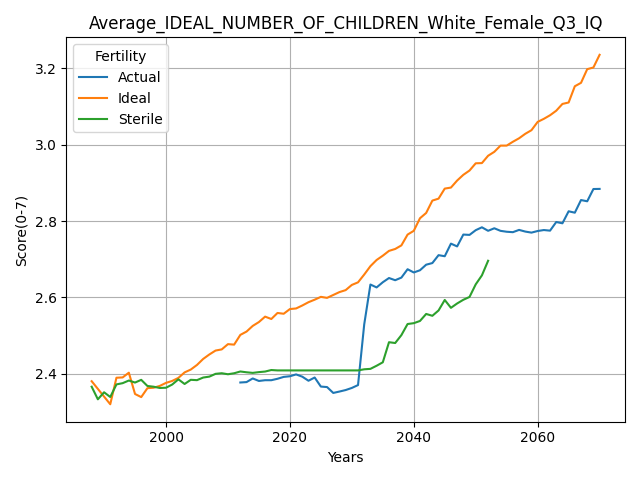 Average_IDEAL_NUMBER_OF_CHILDREN_White_Female_Q3_IQ
Fertility
Actual
Ideal
Sterile
3.2
3.0
2.8
2.6
2.4
Score(0-7)
2000 2020 2040 2060
Years